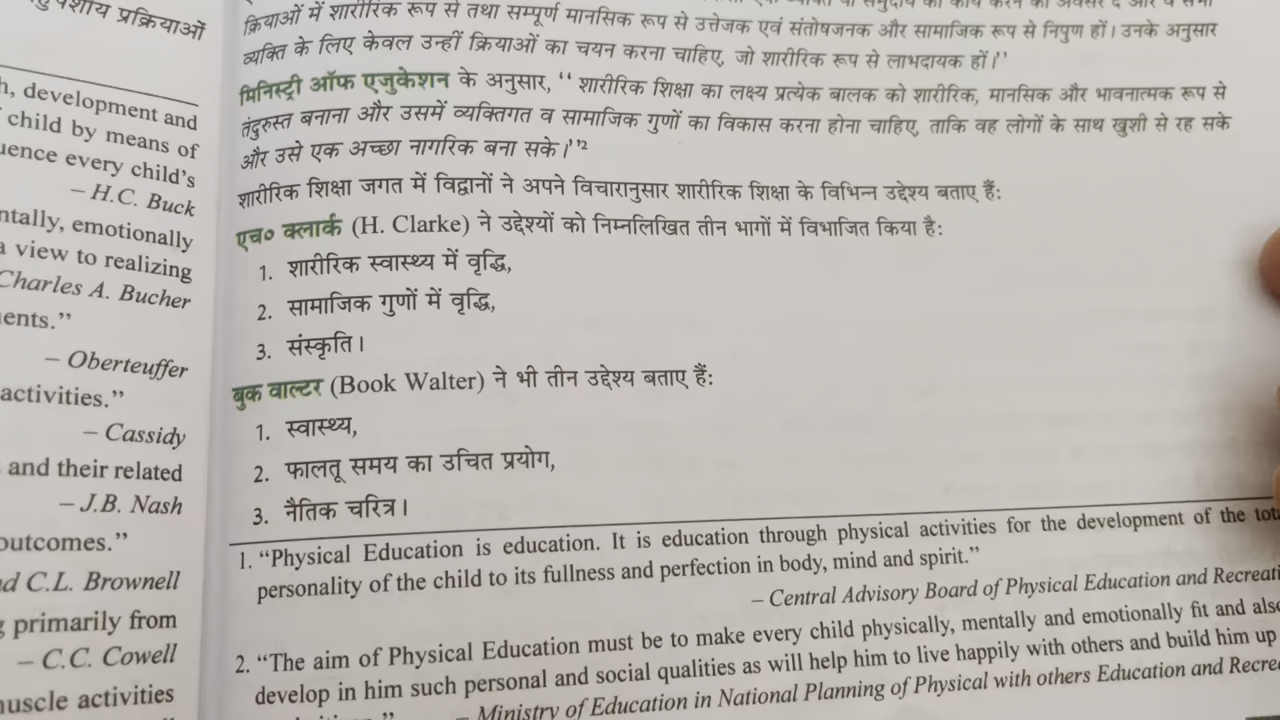 पेशीय प्रक्रियाओं
development and
child by means of
every child's
– H.C. Buck
emotionally
a view to realizing
Charles A. Bucher
– Oberteuffer
activities.”
– Cassidy
and their related
– J.B. Nash
outcomes.”
C.L. Brownell
primarily from
– C.C. Cowell
activities
क्रियाओं में शारीरिक रूप से तथा सम्पूर्ण मानसिक रूप से उत्तेजक एवं संतोषजनक और सामाजिक रूप से निपुण हों। उनके अनुसार
व्यक्ति के लिए केवल उन्हीं क्रियाओं का चयन करना चाहिए, जो शारीरिक रूप से लाभदायक हों।’’
मिनिस्ट्री ऑफ एजुकेशन के अनुसार, ‘‘ शारीरिक शिक्षा का लक्ष्य प्रत्येक बालक को शारीरिक, मानसिक और भावनात्मक रूप से
तंदुरुस्त बनाना और उसमें व्यक्तिगत व सामाजिक गुणों का विकास करना होना चाहिए, ताकि वह लोगों के साथ खुशी से रह सके
और उसे एक अच्छा नागरिक बना सके।’’2
शारीरिक शिक्षा जगत में विद्वानों ने अपने विचारानुसार शारीरिक शिक्षा के विभिन्न उद्देश्य बताए हैं:
एच० क्लार्क (H. Clarke) ने उद्देश्यों को निम्नलिखित तीन भागों में विभाजित किया है:
1. शारीरिक स्वास्थ्य में वृद्धि,
2. सामाजिक गुणों में वृद्धि,
3. संस्कृति।
बुक वाल्टर (Book Walter) ने भी तीन उद्देश्य बताए हैं:
1. स्वास्थ्य,
2. फालतू समय का उचित प्रयोग,
3. नैतिक चरित्र।
1. “Physical Education is education. It is education through physical activities for the development of the
personality of the child to its fullness and perfection in body, mind and spirit.”
– Central Advisory Board of Physical Education and
2. “The aim of Physical Education must be to make every child physically, mentally and emotionally fit and
develop in him such personal and social qualities as will help him to live happily with others and build him up
– Ministry of Education in National Planning of Physical with others Education and